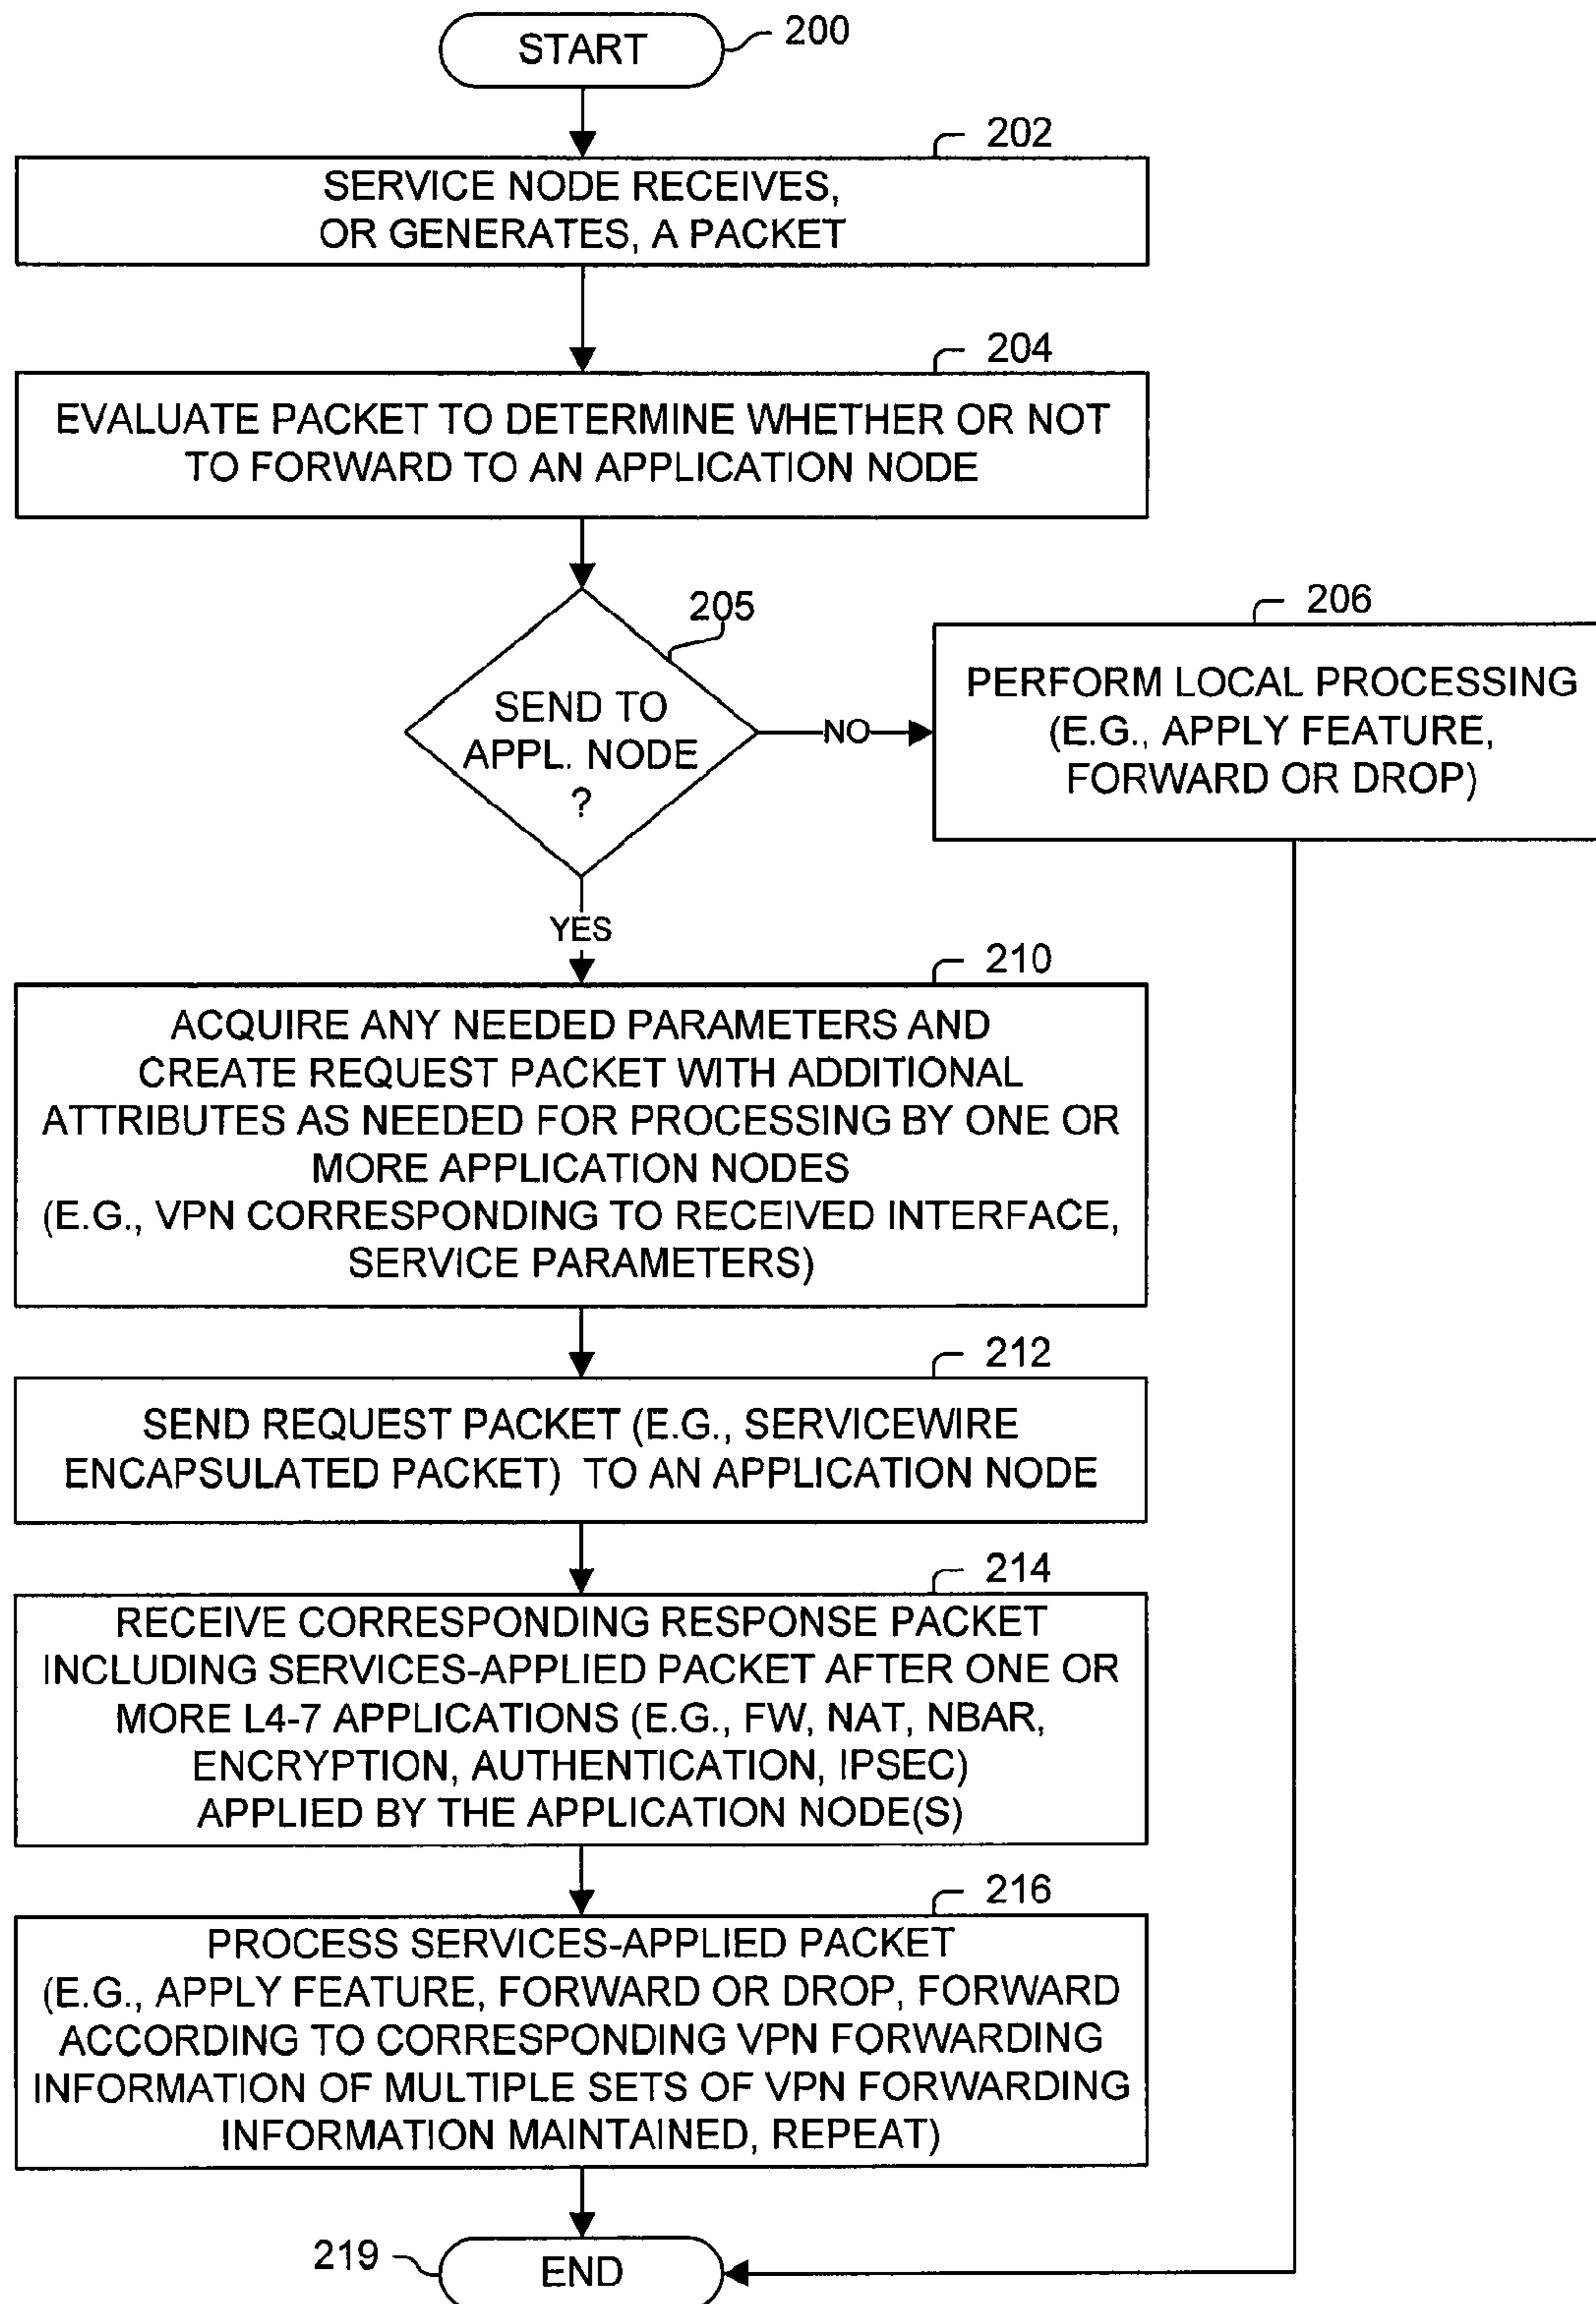 START
200
202
SERVICE NODE RECEIVES,
OR GENERATES, A PACKET
204
EVALUATE PACKET TO DETERMINE WHETHER OR NOT
TO FORWARD TO AN APPLICATION NODE
205
SEND TO
APPL. NODE
?
NO
206
PERFORM LOCAL PROCESSING
(E.G., APPLY FEATURE,
FORWARD OR DROP)
YES
210
ACQUIRE ANY NEEDED PARAMETERS AND
CREATE REQUEST PACKET WITH ADDITIONAL
ATTRIBUTES AS NEEDED FOR PROCESSING BY ONE OR
MORE APPLICATION NODES
(E.G., VPN CORRESPONDING TO RECEIVED INTERFACE,
SERVICE PARAMETERS)
212
SEND REQUEST PACKET (E.G., SERVICEWIRE
ENCAPSULATED PACKET) TO AN APPLICATION NODE
214
RECEIVE CORRESPONDING RESPONSE PACKET
INCLUDING SERVICES-APPLIED PACKET AFTER ONE OR
MORE L4-7 APPLICATIONS (E.G., FW, NAT, NBAR,
ENCRYPTION, AUTHENTICATION, IPSEC)
APPLIED BY THE APPLICATION NODE(S)
216
PROCESS SERVICES-APPLIED PACKET
(E.G., APPLY FEATURE, FORWARD OR DROP, FORWARD
ACCORDING TO CORRESPONDING VPN FORWARDING
INFORMATION OF MULTIPLE SETS OF VPN FORWARDING
INFORMATION MAINTAINED, REPEAT)
219
END